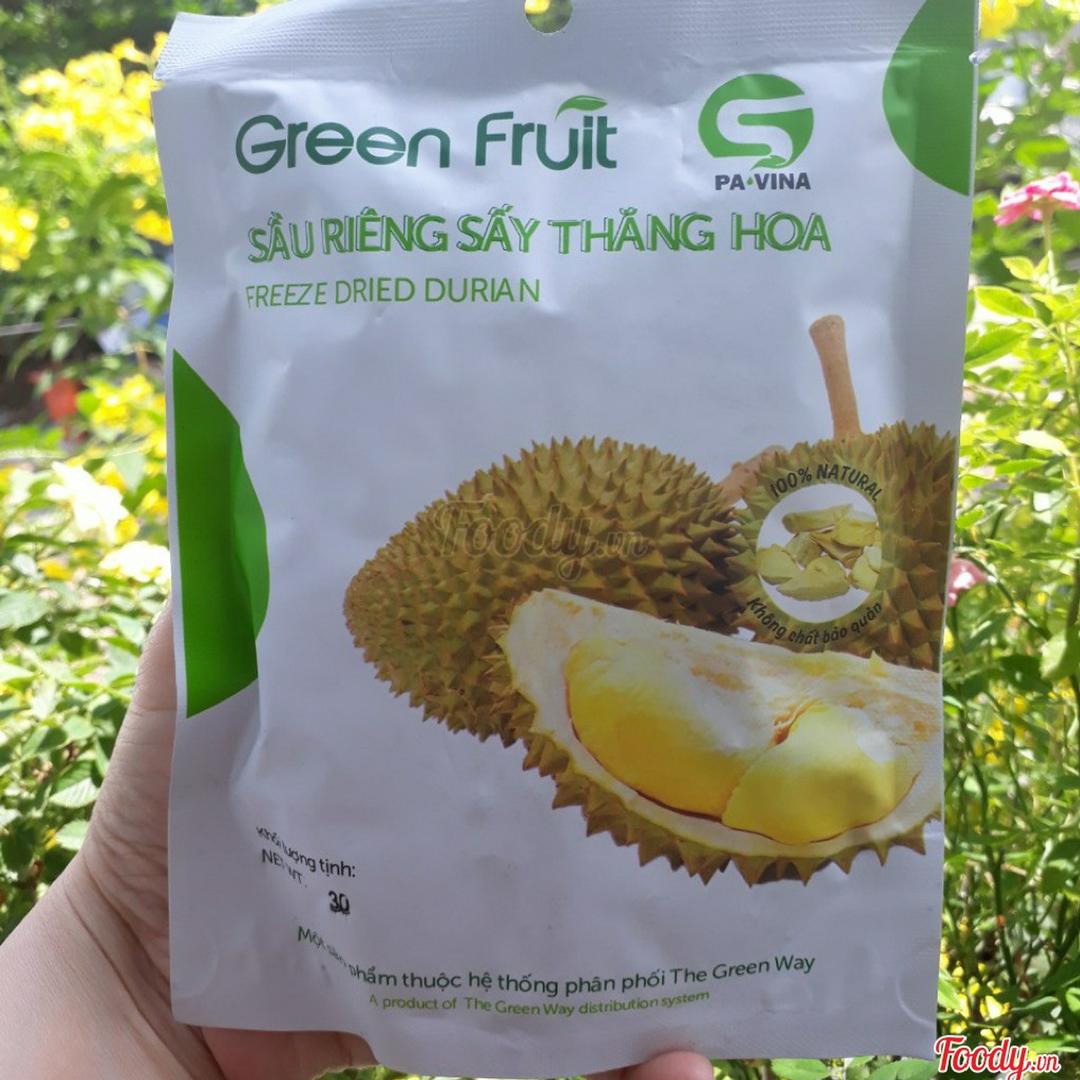 Green Fruit
PA•VINA
SẦU RIÊNG SẤY THĂNG HOA
FREEZE DRIED DURIAN
100% NATURAL
Foody.vn
Không chất bảo quản
Khối lượng tịnh:
NET WT.
30
Một sản phẩm thuộc hệ thống phân phối The Green Way
A product of The Green Way distribution system
Foody.vn